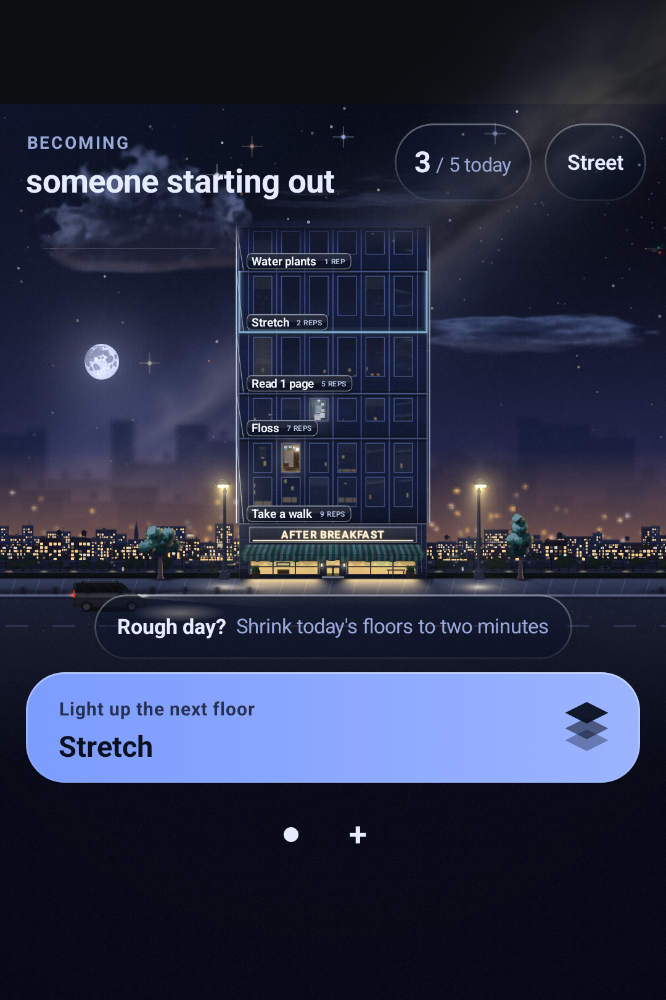 BECOMING
someone starting out
3 / 5 today
Street
Water plants 1 REP
Stretch 2 REPS
Read 1 page 5 REPS
Floss 7 REPS
Take a walk 9 REPS
AFTER BREAKFAST
Rough day? Shrink today's floors to two minutes
Light up the next floor
Stretch